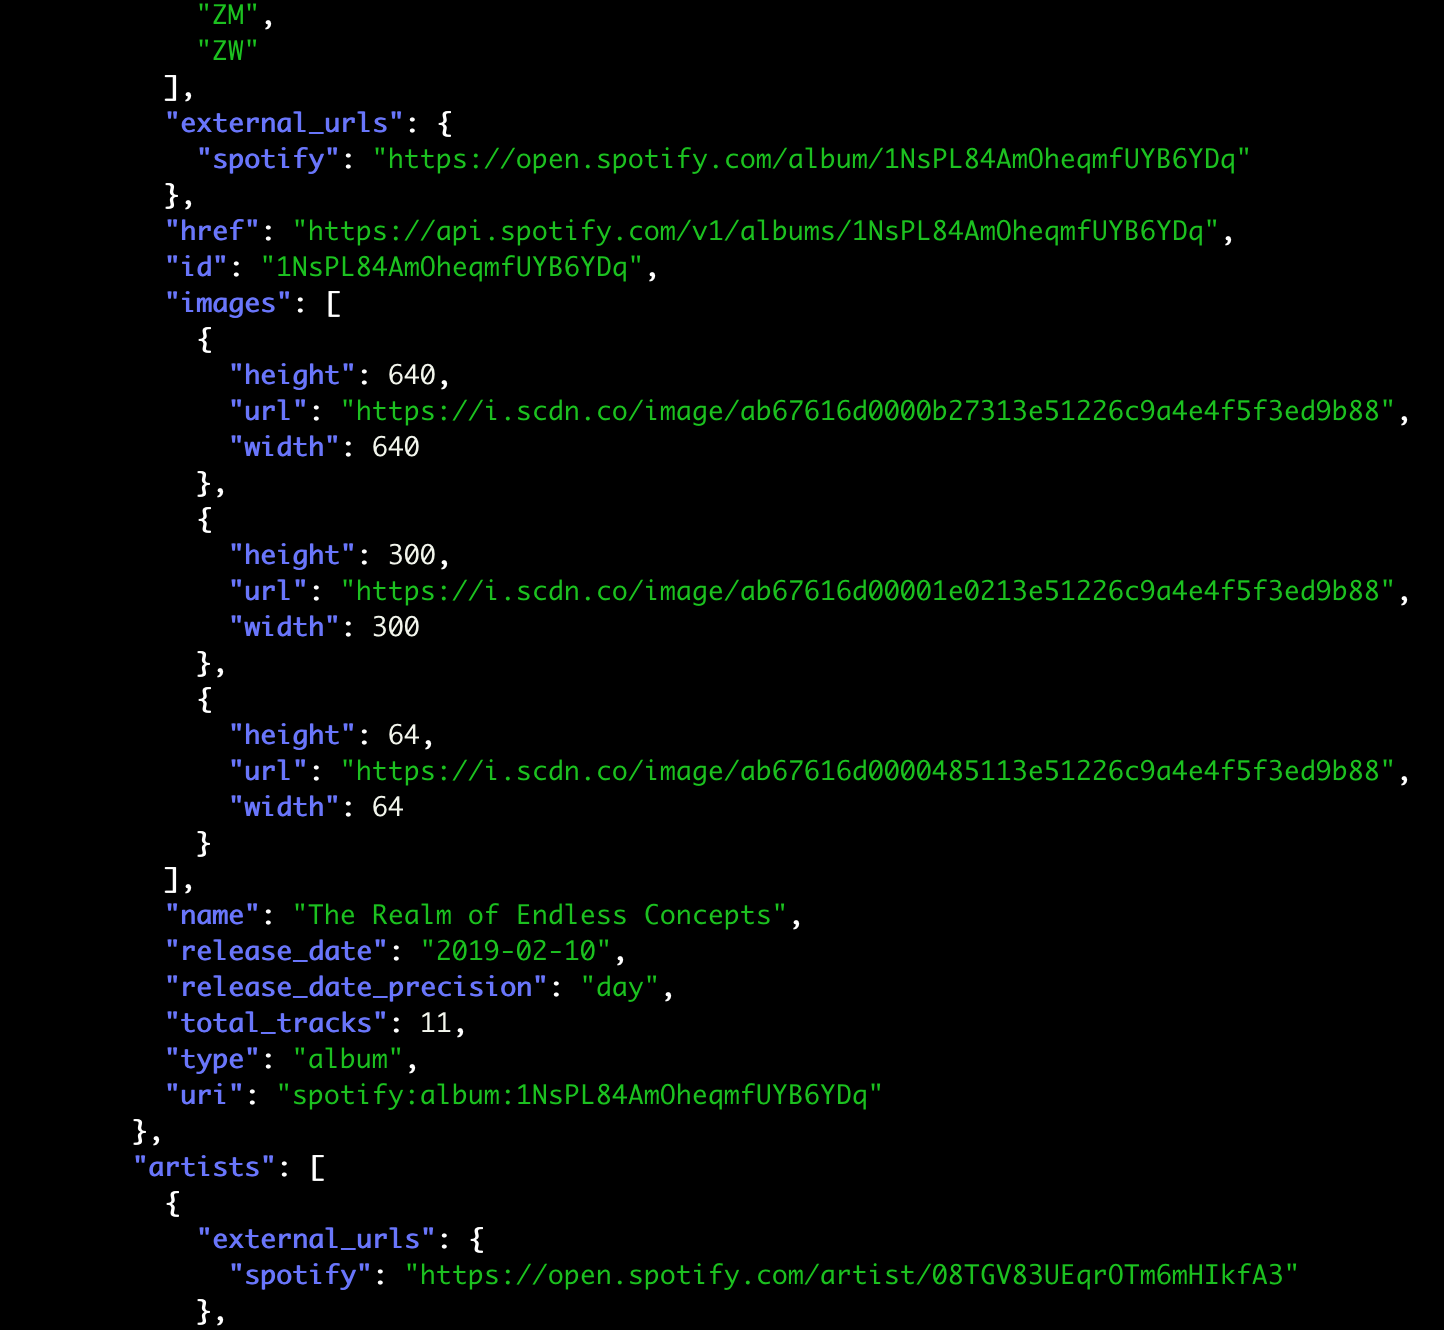 "ZM",
"ZW"
],
"external_urls": {
"spotify": "https://open.spotify.com/album/1NsPL84AmOheqmfUYB6YDq"
},
"href": "https://api.spotify.com/v1/albums/1NsPL84AmOheqmfUYB6YDq",
"id": "1NsPL84AmOheqmfUYB6YDq",
"images": [
{
"height": 640,
"url": "https://i.scdn.co/image/ab67616d0000b27313e51226c9a4e4f5f3ed9b88",
"width": 640
},
{
"height": 300,
"url": "https://i.scdn.co/image/ab67616d00001e0213e51226c9a4e4f5f3ed9b88",
"width": 300
},
{
"height": 64,
"url": "https://i.scdn.co/image/ab67616d0000485113e51226c9a4e4f5f3ed9b88",
"width": 64
}
],
"name": "The Realm of Endless Concepts",
"release_date": "2019-02-10",
"release_date_precision": "day",
"total_tracks": 11,
"type": "album",
"uri": "spotify:album:1NsPL84AmOheqmfUYB6YDq"
},
"artists": [
{
"external_urls": {
"spotify": "https://open.spotify.com/artist/08TGV83UEqrOTm6mHIkfA3"
},